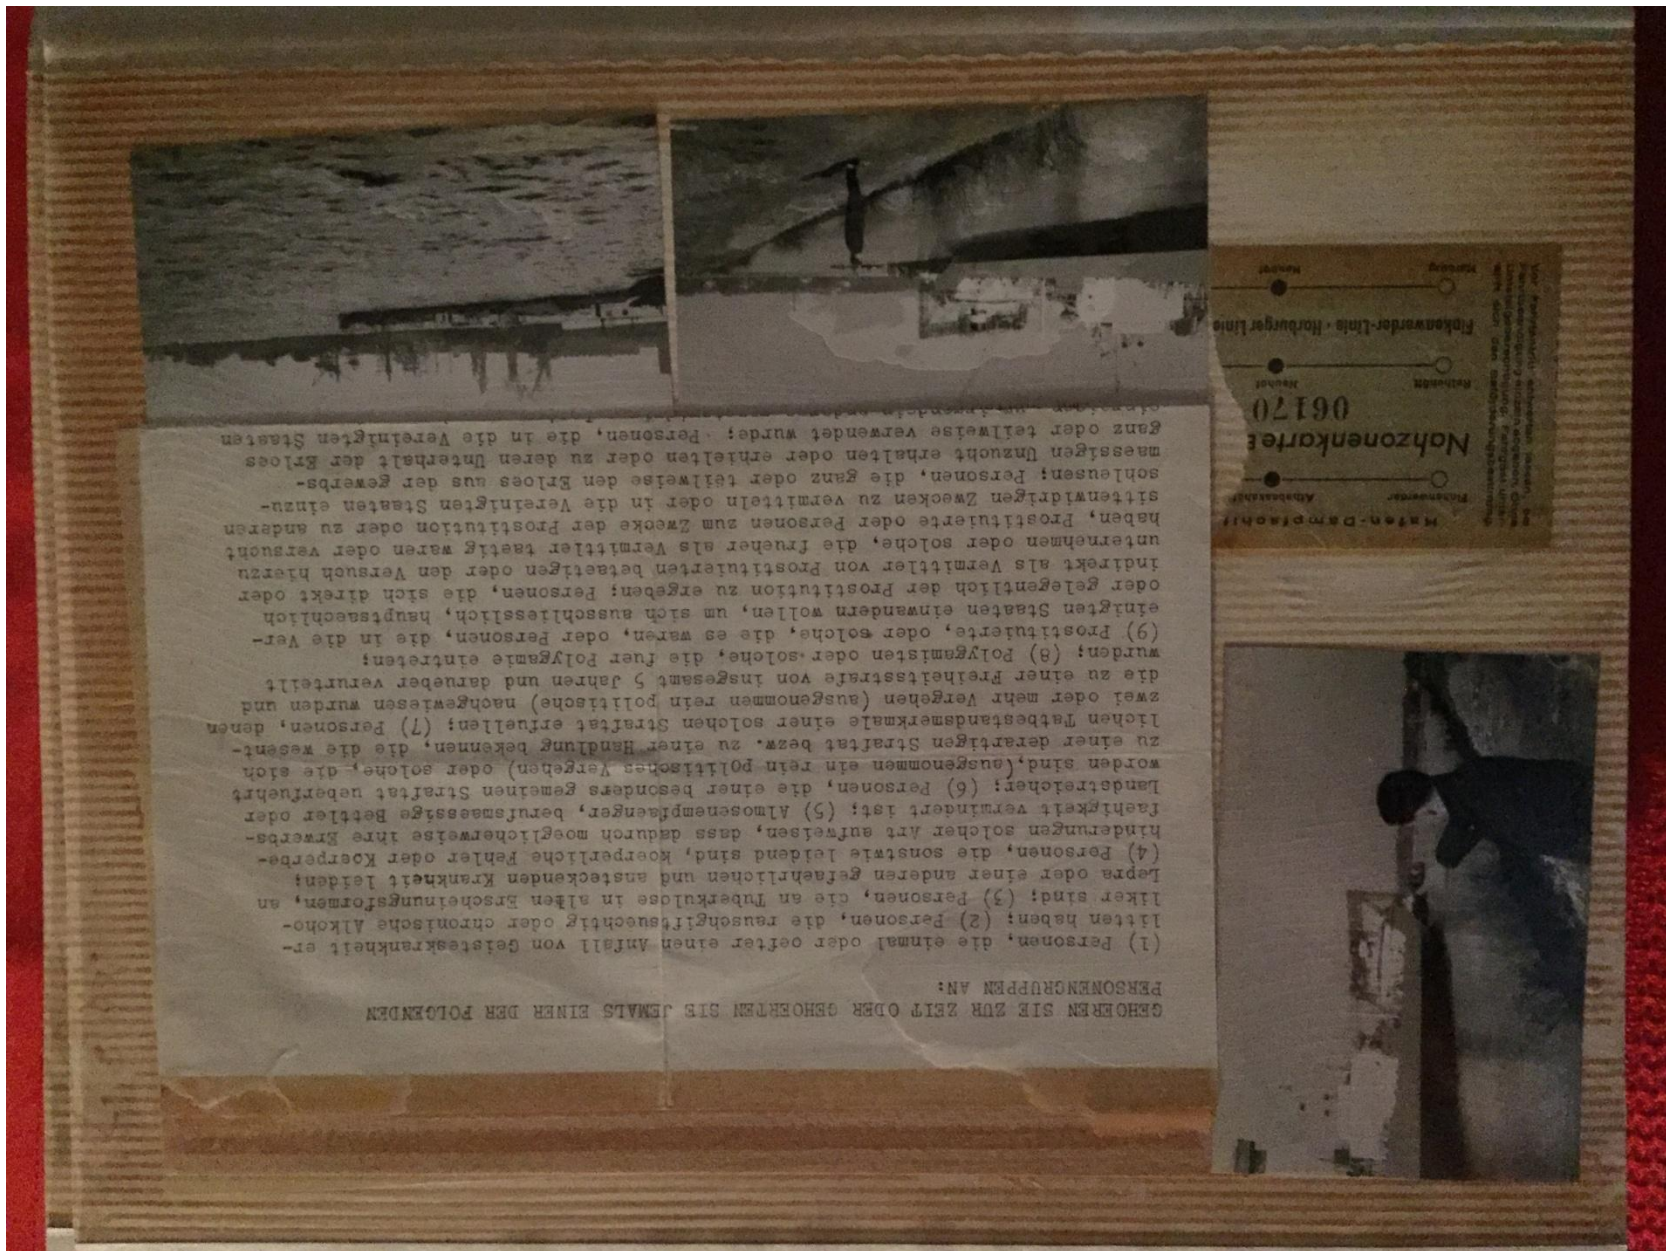 GEHOEREN SIE ZUR ZEIT ODER GEHOERTEN SIE JEMALS EINER DER FOLGENDEN
PERSONENGRUPPEN AN:
(1) Personen, die einmal oder oefter einen Anfall von Geisteskrankheit er-
litten haben; (2) Personen, die rauschgiftsuechtig oder chronische Alkoho-
liker sind; (3) Personen, die an Tuberkulose in allen Erscheinungsformen, an
Lepra oder einer anderen gefaehrlichen und ansteckenden Krankheit leiden;
(4) Personen, die sonstwie leidend sind, koerperliche Fehler oder Koerperbe-
hinderungen solcher Art aufweisen, dass dadurch moeglicherweise ihre Erwerbs-
faehigkeit vermindert ist; (5) Almosenempfaenger, berufsmaessige Bettler oder
Landstreicher; (6) Personen, die einer besonders gemeinen Straftat ueberfuehrt
worden sind,(ausgenommen ein rein politisches Vergehen) oder solche, die sich
zu einer derartigen Straftat bezw. zu einer Handlung bekennen, die die wesent-
lichen Tatbestandsmerkmale einer solchen Straftat erfuellen; (7) Personen, denen
zwei oder mehr Vergehen (ausgenommen rein politische) nachgewiesen wurden und
die zu einer Freiheitsstrafe von insgesamt 5 Jahren und darueber verurteilt
wurden; (8) Polygamisten oder solche, die fuer Polygamie eintreten;
(9) Prostituierte, oder solche, die es waren, oder Personen, die in die Ver-
einigten Staaten einwandern wollen, um sich ausschliesslich, hauptsaechlich
oder gelegentlich der Prostitution zu ergeben; Personen, die sich direkt oder
indirekt als Vermittler von Prostituierten betaetigen oder den Versuch hierzu
unternehmen oder solche, die frueher als Vermittler taetig waren oder versucht
haben, Prostituierte oder Personen zum Zwecke der Prostitution oder zu anderen
sittenwidrigen Zwecken zu vermitteln oder in die Vereinigten Staaten einzu-
schleusen; Personen, die ganz oder teilweise den Erloes aus der gewerbs-
maessigen Unzucht erhalten oder erhielten oder zu deren Unterhalt der Erloes
ganz oder teilweise verwendet wurde; Personen, die in die Vereinigten Staaten
Hafen-Dampfschif
Finkenwerder
Nahzonenkarte
06170
Neuhof
Finkenwerder-Linie · Harburger Linie
Harburg
Neuhof